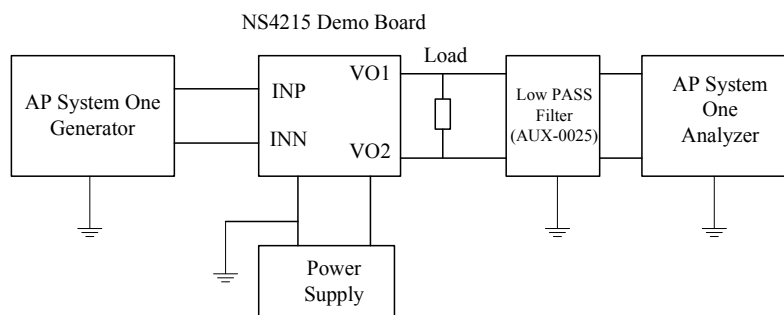 NS4215 Demo Board
AP System One
Generator
INP
INN
VO1
VO2
Load
Low PASS
Filter
(AUX-0025)
AP System
One
Analyzer
Power
Supply